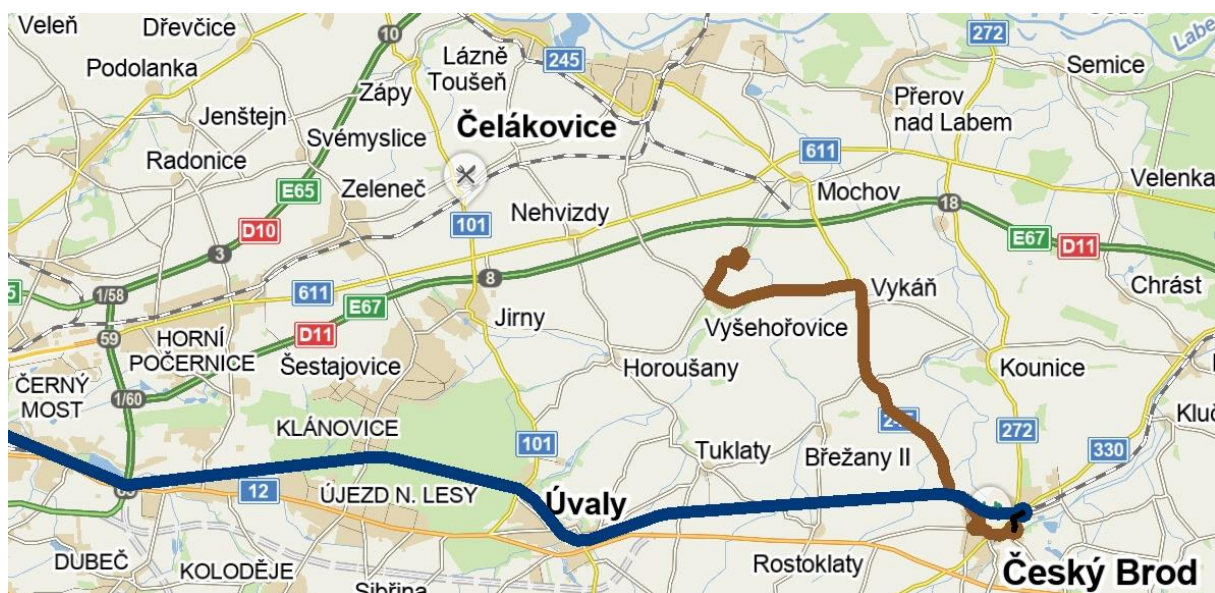 Veleň
Dřevčice
10
Lázně
Toušeň
245
272
Labe
Podolanka
Zápy
Semice
Jenštejn
Svémyslice
Čelákovice
Přerov
nad Labem
Radonice
E65
Zeleneč
611
Mochov
Velenka
D10
101
Nehvizdy
18
E67
D11
3
8
1/58
611
E67
Vykáň
Chrást
59
HORNÍ
POČERNICE
D11
Jirny
Vyšehořovice
Šestajovice
Horoušany
Kounice
ČERNÝ
MOST
1/60
KLÁNOVICE
101
272
Tuklaty
Břežany II
330
12
ÚJEZD N. LESY
Úvaly
DUBEČ
KOLODĚJE
Sibřina
Rostoklaty
Český Brod